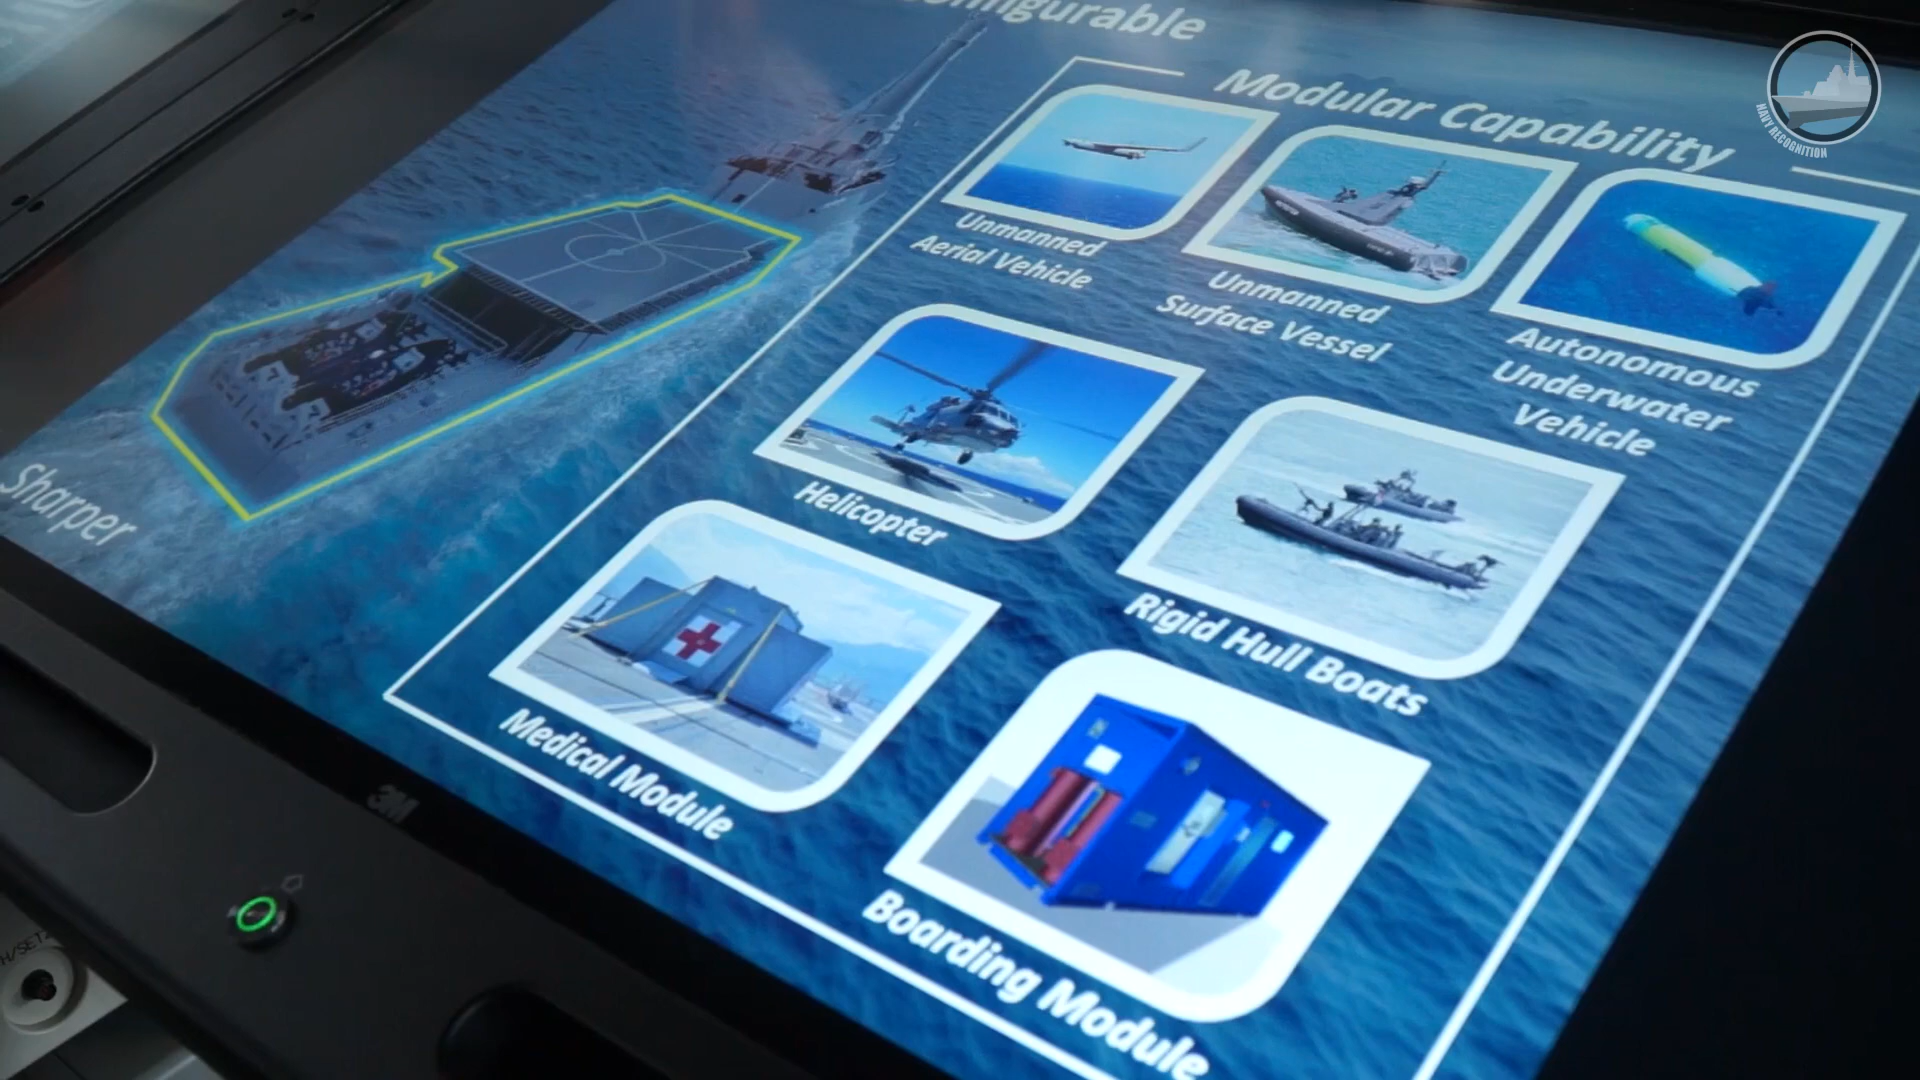 Modular Capability
NAVY RECOGNITION
Unmanned
Aerial Vehicle
Unmanned
Surface Vessel
Autonomous
Underwater
Vehicle
Helicopter
Rigid Hull Boats
Sharper
Medical Module
Boarding Module
3M